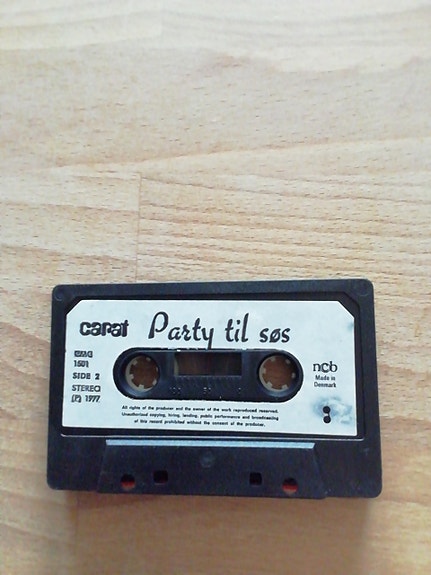 carat Party til søs
CMC
1501
SIDE 2
STEREO
(P) 1977
ncb
Made in
Denmark
All rights of the producer and the owner of the work reproduced reserved.
Unauthorized copying, hiring, lending, public performance and broadcasting
of this record prohibited without the consent of the producer.